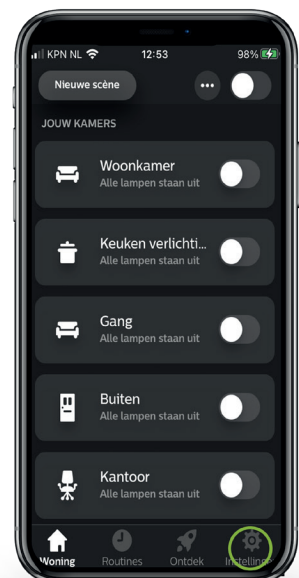 KPN NL 12:53 98%
Nieuwe scène
JOUW KAMERS
Woonkamer
Alle lampen staan uit
Keuken verlichti...
Alle lampen staan uit
Gang
Alle lampen staan uit
Buiten
Alle lampen staan uit
Kantoor
Alle lampen staan uit
Woning Routines Ontdek Instellinge